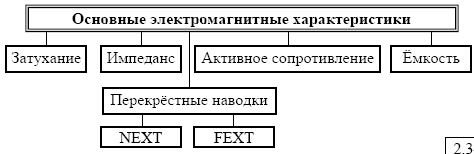 Основные электромагнитные характеристики
Затухание Импеданс Активное сопротивление Ёмкость
Перекрёстные наводки
NEXT FEXT
2.3